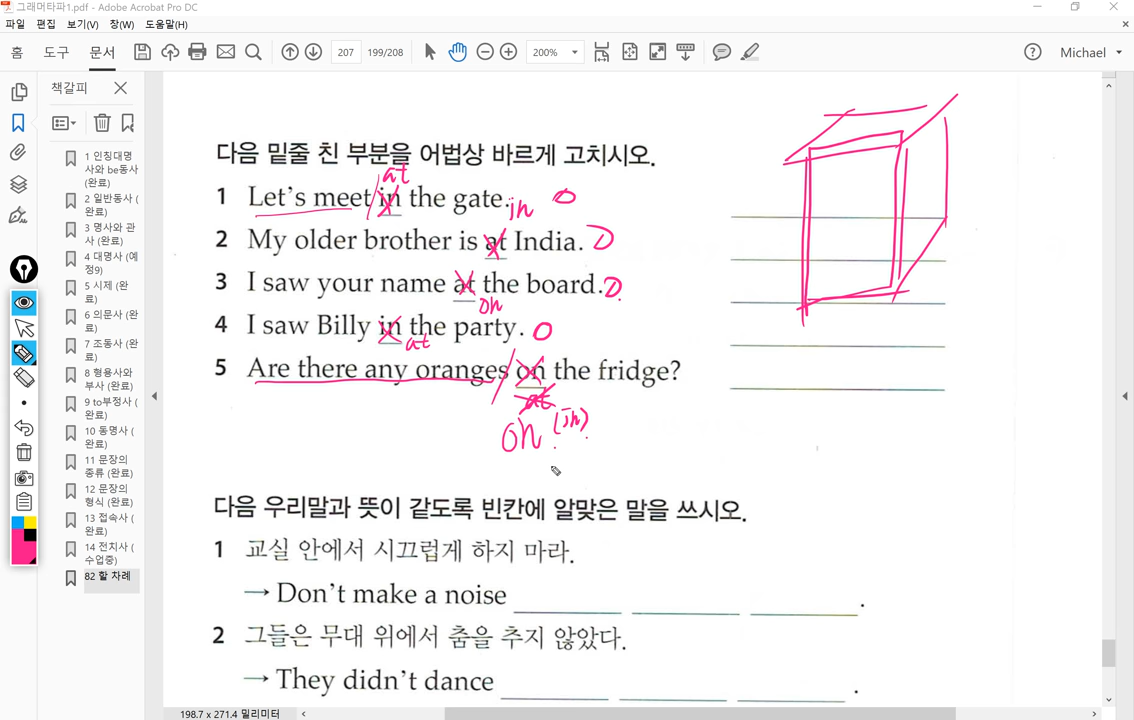 그래머타파1.pdf - Adobe Acrobat Pro DC
파일 편집 보기(V) 창(W) 도움말(H)
홈 도구 문서 207 199/208 200% Michael
책갈피
1 인칭대명
사와 be동사
(완료)
2 일반동사 (
완료)
3 명사와 관
사 (완료)
4 대명사 (예
정9)
5 시제 (완
료)
6 의문사 (완
료)
7 조동사 (완
료)
8 형용사와
부사 (완료)
9 to부정사 (
완료)
10 동명사 (
완료)
11 문장의
종류 (완료)
12 문장의
형식 (완료)
13 접속사 (
완료)
14 전치사 (
수업중)
82 할 차례
다음 밑줄 친 부분을 어법상 바르게 고치시오.
at
1 Let's meet in the gate.
in
2 My older brother is at India.
3 I saw your name at the board.
on
4 I saw Billy in the party.
at
5 Are there any oranges on the fridge?
at
on (in)
다음 우리말과 뜻이 같도록 빈칸에 알맞은 말을 쓰시오.
1 교실 안에서 시끄럽게 하지 마라.
→ Don't make a noise .
2 그들은 무대 위에서 춤을 추지 않았다.
→ They didn't dance .
198.7 x 271.4 밀리미터